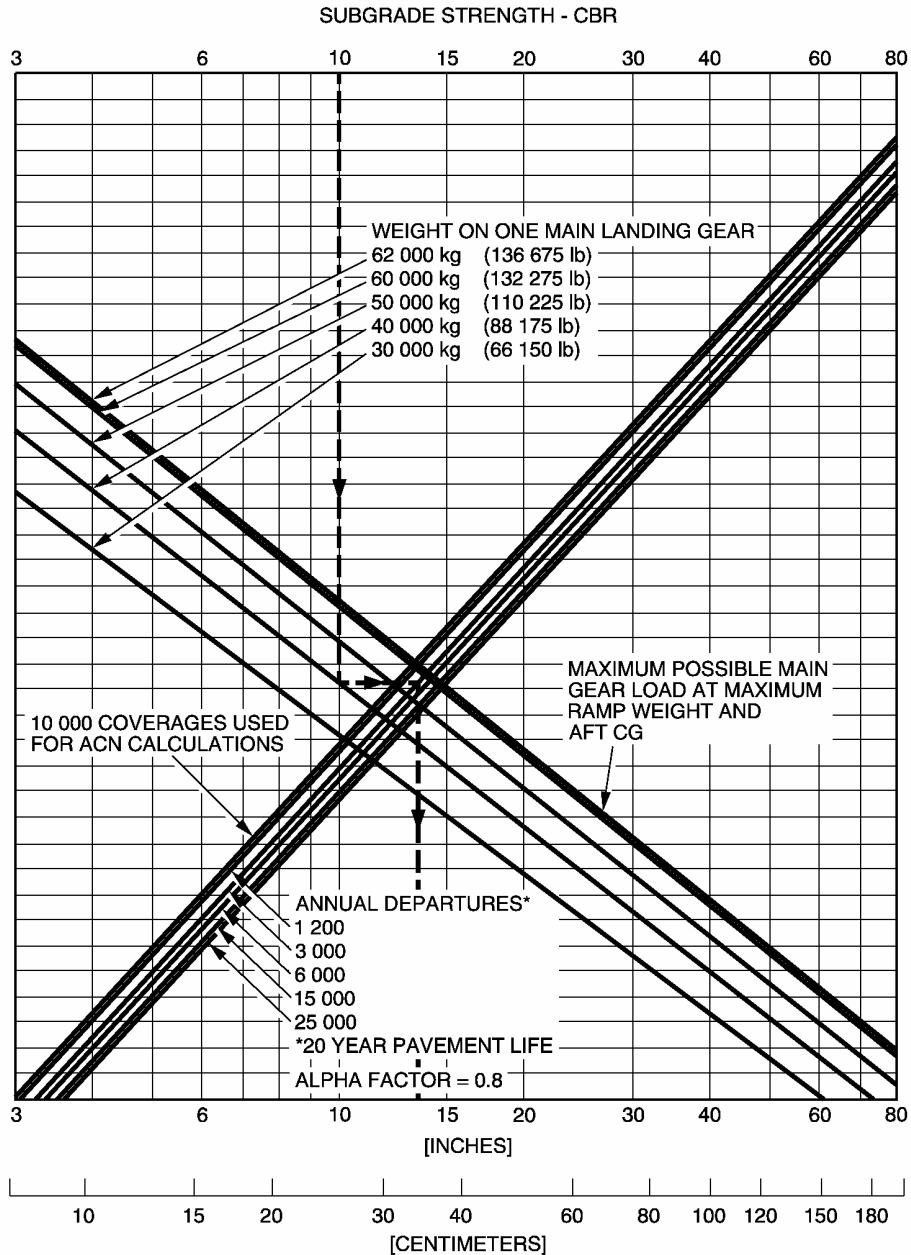 SUBGRADE STRENGTH - CBR
3 6 10 15 20 30 40 60 80
WEIGHT ON ONE MAIN LANDING GEAR
62 000 kg (136 675 lb)
60 000 kg (132 275 lb)
50 000 kg (110 225 lb)
40 000 kg (88 175 lb)
30 000 kg (66 150 lb)
MAXIMUM POSSIBLE MAIN
GEAR LOAD AT MAXIMUM
RAMP WEIGHT AND
AFT CG
10 000 COVERAGES USED
FOR ACN CALCULATIONS
ANNUAL DEPARTURES*
1 200
3 000
6 000
15 000
25 000
*20 YEAR PAVEMENT LIFE
ALPHA FACTOR = 0.8
3 6 10 15 20 30 40 60 80
[INCHES]
10 15 20 30 40 60 80 100 120 150 180
[CENTIMETERS]